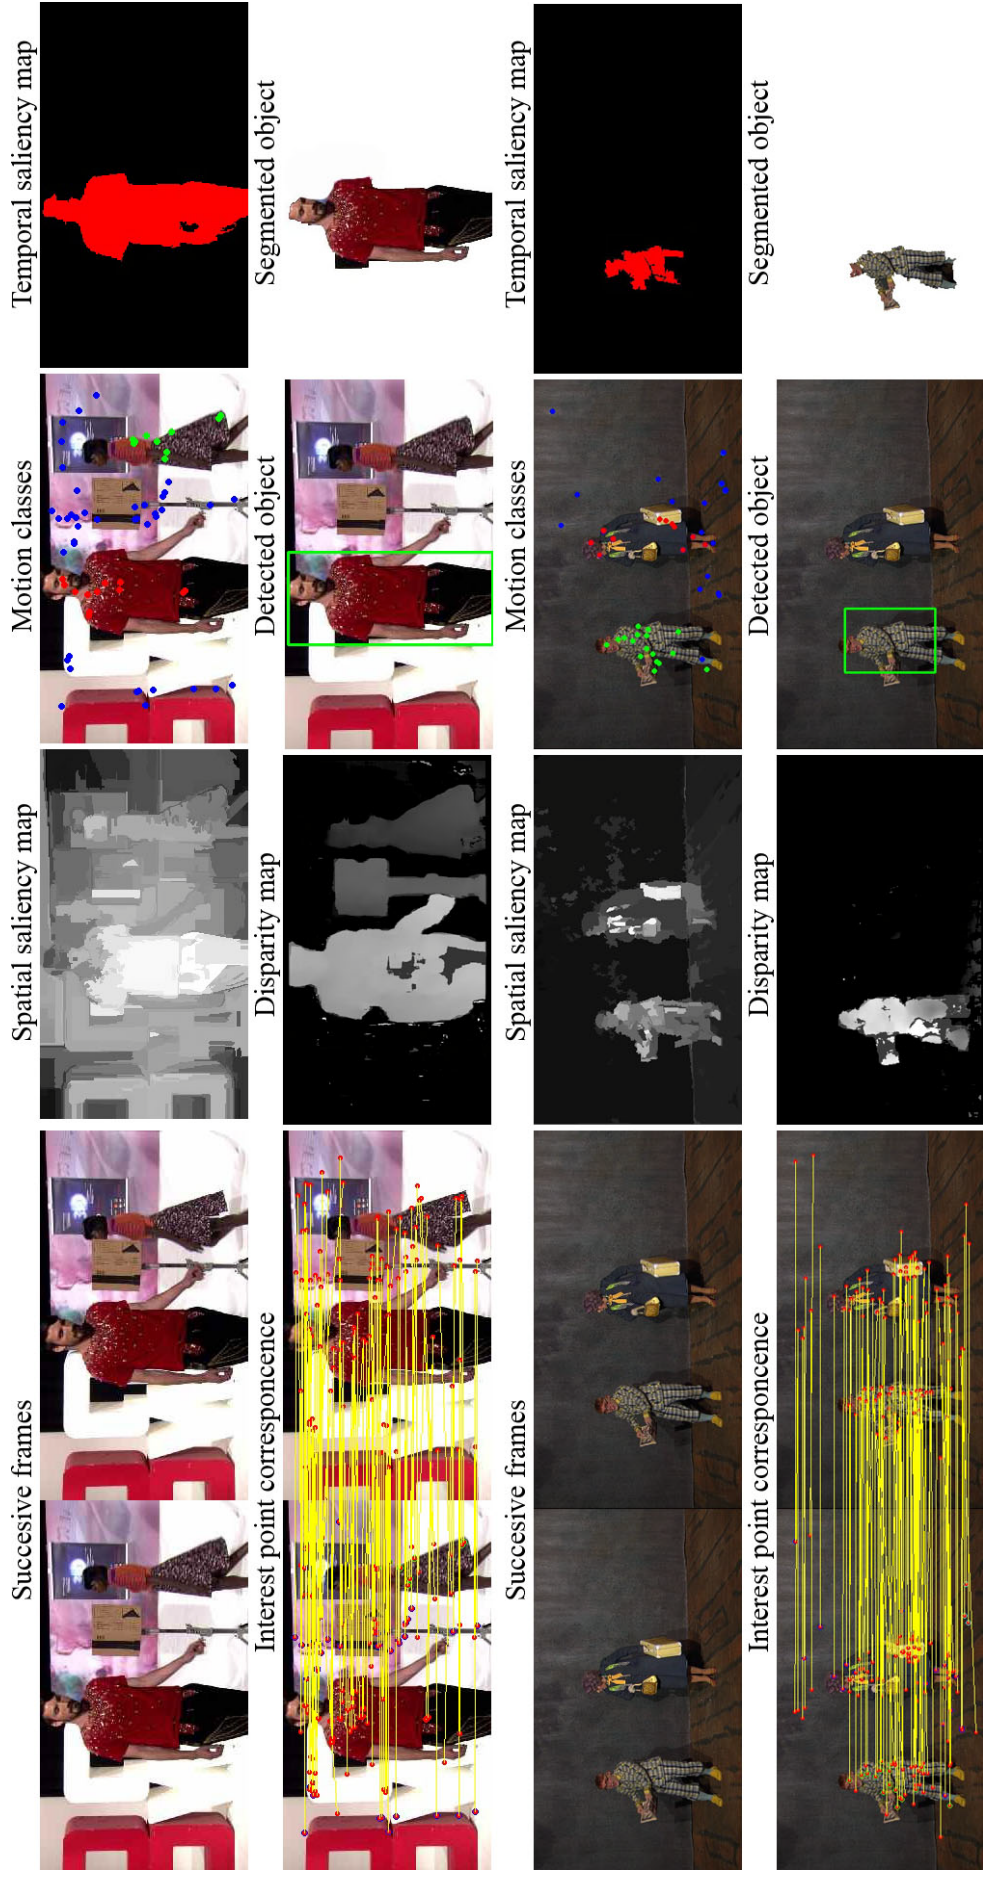 Succesive frames
Spatial saliency map
Motion classes
Temporal saliency map
Interest point corresponcence
Disparity map
Detected object
Segmented object
Succesive frames
Spatial saliency map
Motion classes
Temporal saliency map
Interest point corresponcence
Disparity map
Detected object
Segmented object